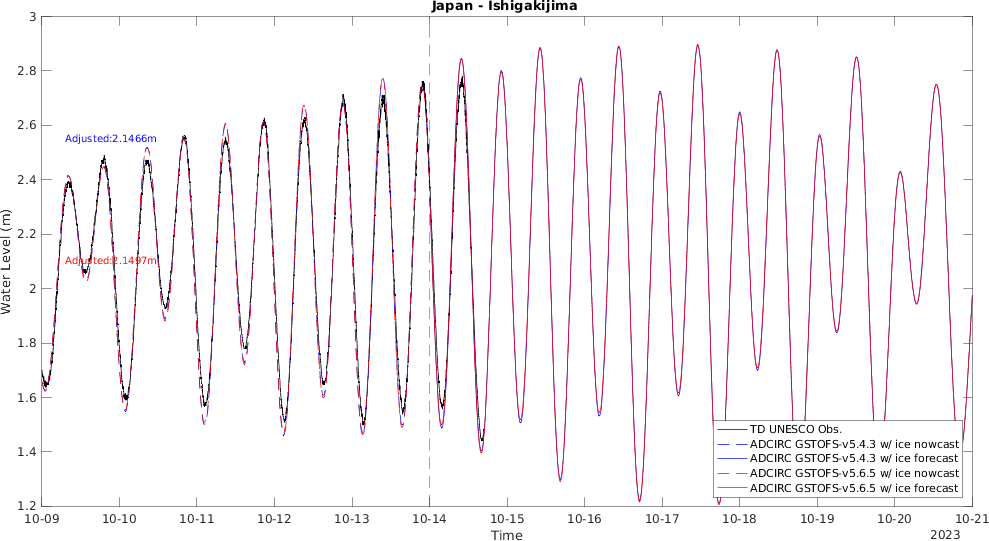 Japan - Ishigakijima
3
2.8
2.6
2.4
2.2
2
1.8
1.6
1.4
1.2
Water Level (m)
Adjusted:2.1466m
Adjusted:2.1497m
TD UNESCO Obs.
ADCIRC GSTOFS-v5.4.3 w/ ice nowcast
ADCIRC GSTOFS-v5.4.3 w/ ice forecast
ADCIRC GSTOFS-v5.6.5 w/ ice nowcast
ADCIRC GSTOFS-v5.6.5 w/ ice forecast
10-09 10-10 10-11 10-12 10-13 10-14 10-15 10-16 10-17 10-18 10-19 10-20 10-21
Time
2023